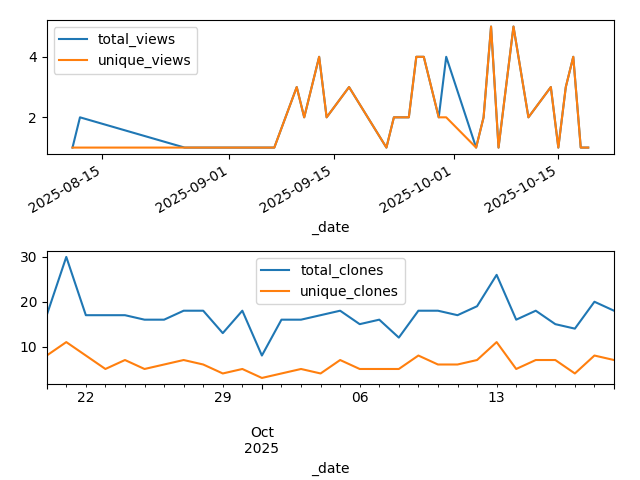 total_views
unique_views
4
2
2025-08-15
2025-09-01
2025-09-15
2025-10-01
2025-10-15
_date
total_clones
unique_clones
30
20
10
22
29
06
13
Oct
2025
_date